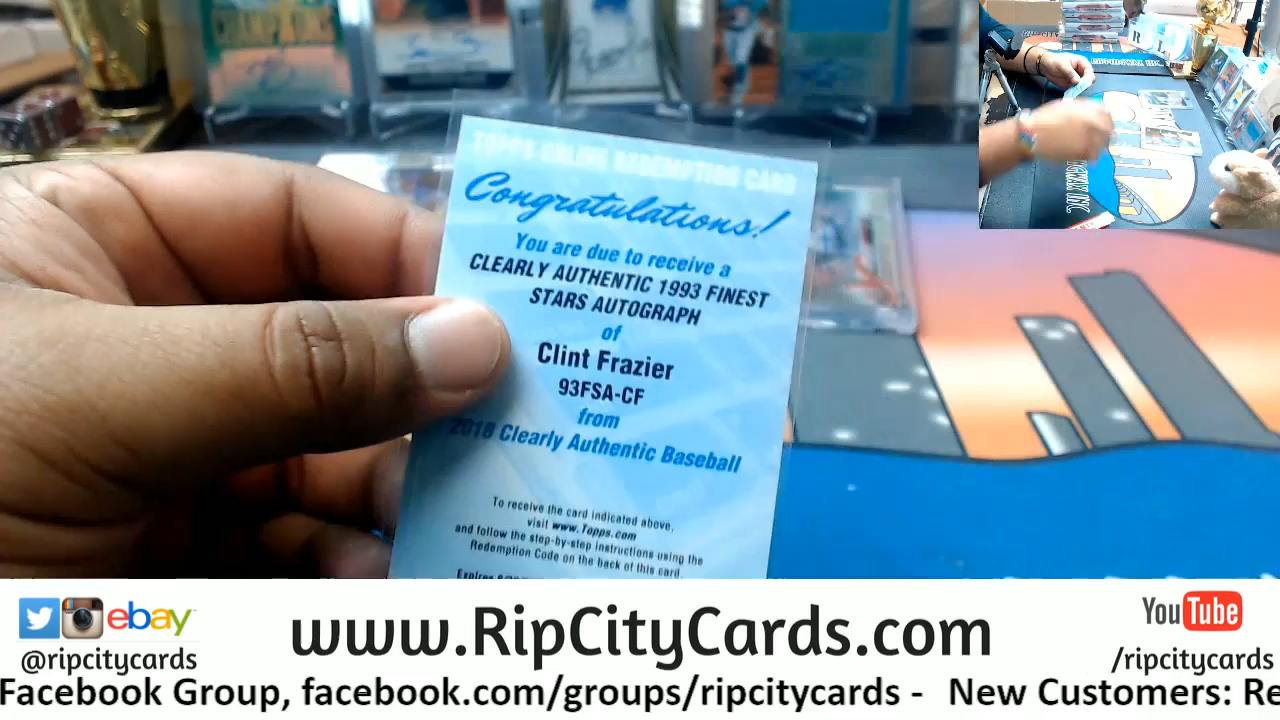 TOPPS ONLINE REDEMPTION CARD
Congratulations!
You are due to receive a
CLEARLY AUTHENTIC 1993 FINEST
STARS AUTOGRAPH
of
Clint Frazier
93FSA-CF
from
2018 Clearly Authentic Baseball
To receive the card indicated above,
visit www.Topps.com
and follow the step-by-step instructions using the
Redemption Code on the back of this card.
Expires
ebay
@ripcitycards
www.RipCityCards.com
YouTube
/ripcitycards
Facebook Group, facebook.com/groups/ripcitycards - New Customers: Re